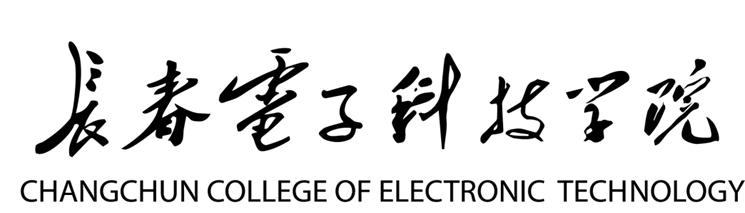 長春電子科技学院
CHANGCHUN COLLEGE OF ELECTRONIC TECHNOLOGY